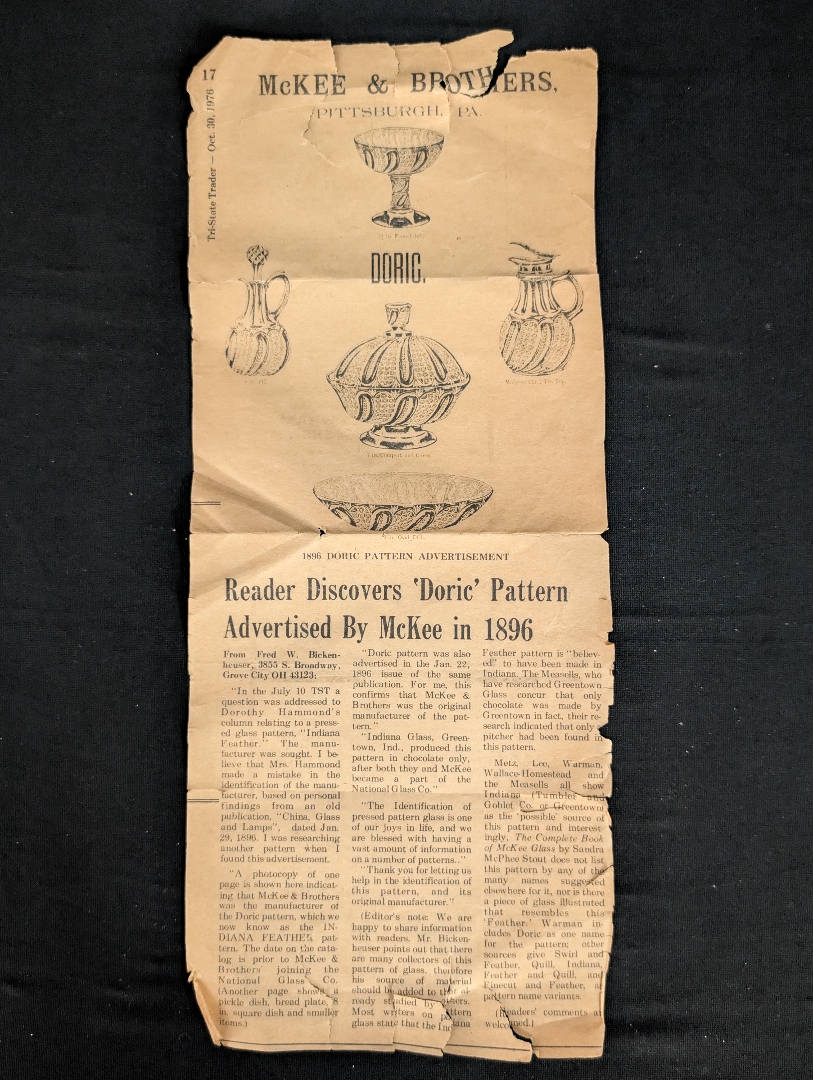 17
Tri-State Trader — Oct. 30, 1976
McKEE & BROTHERS,
PITTSBURGH, PA.
DORIC.
1896 DORIC PATTERN ADVERTISEMENT
Reader Discovers 'Doric' Pattern
Advertised By McKee in 1896
From Fred W. Bicken-
heuser, 3855 S. Broadway,
Grove City OH 43123:
"In the July 10 TST a
question was addressed to
Dorothy Hammond's
column relating to a press-
ed glass pattern, "Indiana
Feather." The manu-
facturer was sought. I be-
lieve that Mrs. Hammond
made a mistake in the
identification of the manu-
facturer, based on personal
findings from an old
publication, "China, Glass
and Lamps", dated Jan.
29, 1896. I was researching
another pattern when I
found this advertisement.
"A photocopy of one
page is shown here indicat-
ing that McKee & Brothers
was the manufacturer of
the Doric pattern, which we
now know as the IN-
DIANA FEATHER pat-
tern. The date on the cata-
log is prior to McKee &
Brothers' joining the
National Glass Co.
(Another page shows a
pickle dish, bread plate, 8
in. square dish and smaller
items.)
"Doric pattern was also
advertised in the Jan. 22,
1896 issue of the same
publication. For me, this
confirms that McKee &
Brothers was the original
manufacturer of the pat-
tern."
"Indiana Glass, Green-
town, Ind., produced this
pattern in chocolate only,
after both they and McKee
became a part of the
National Glass Co."
"The Identification of
pressed pattern glass is one
of our joys in life, and we
are blessed with having a
vast amount of information
on a number of patterns.."
"Thank you for letting us
help in the identification of
this pattern, and its
original manufacturer."
(Editor's note: We are
happy to share information
with readers. Mr. Bicken-
heuser points out that there
are many collectors of this
pattern of glass, therefore
his source of material
should be added to that al-
ready studied by others.
Most writers on pattern
glass state that the Indiana
Festher pattern is "believ-
ed" to have been made in
Indiana. The Measells, who
have researched Greentown
Glass concur that only
chocolate was made by
Greentown in fact, their re-
search indicated that only
pitcher had been found in
this pattern.
Metz, Lee, Warman,
Wallace-Homestead and
the Measells all show
Indiana (Tumbler and
Goblet Co. or Greentown)
as the 'possible' source of
this pattern and interest-
ingly, The Complete Book
of McKee Glass by Sandra
McPhee Stout does not list
this pattern by any of the
many names suggested
elsewhere for it, nor is there
a piece of glass illustrated
that resembles this
'Feather.' Warman in-
cludes Doric as one name
for the pattern; other
sources give Swirl and
Feather, Quill, Indiana,
Feather and Quill, and
Finecut and Feather, as
pattern name variants.
(Readers' comments are
welcomed.)